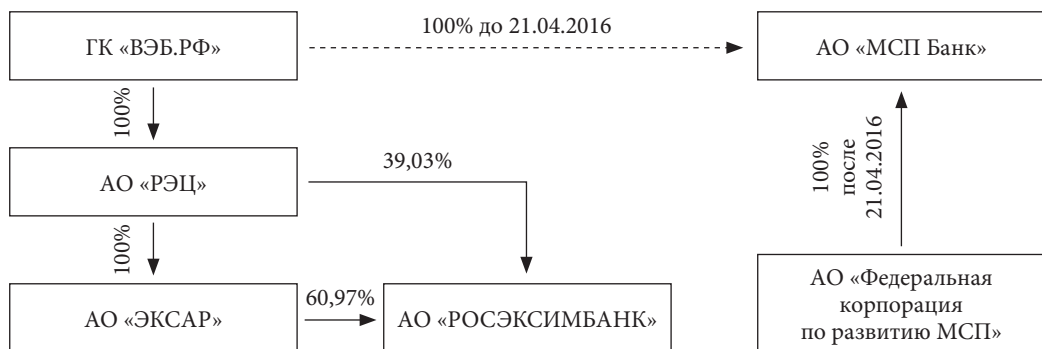 ГК «ВЭБ.РФ»
100% до 21.04.2016
АО «МСП Банк»
100%
АО «РЭЦ»
39,03%
100%
после
21.04.2016
100%
АО «ЭКСАР»
60,97%
АО «РОСЭКСИМБАНК»
АО «Федеральная
корпорация
по развитию МСП»